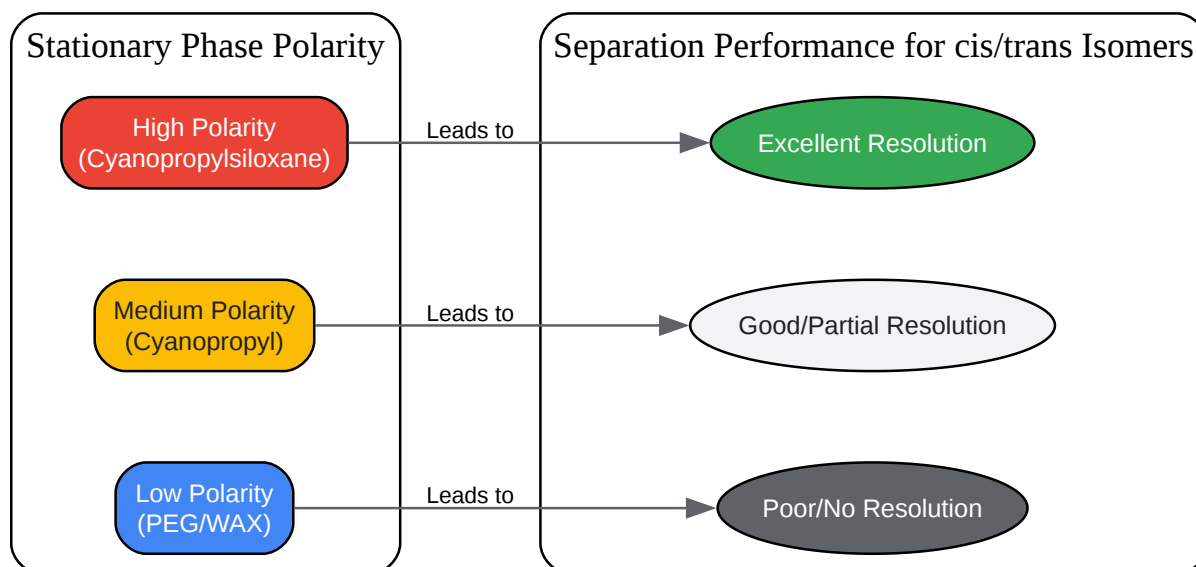 Stationary Phase Polarity
Separation Performance for cis/trans Isomers
High Polarity
(Cyanopropylsiloxane)
Leads to
Excellent Resolution
Medium Polarity
(Cyanopropyl)
Leads to
Good/Partial Resolution
Low Polarity
(PEG/WAX)
Leads to
Poor/No Resolution